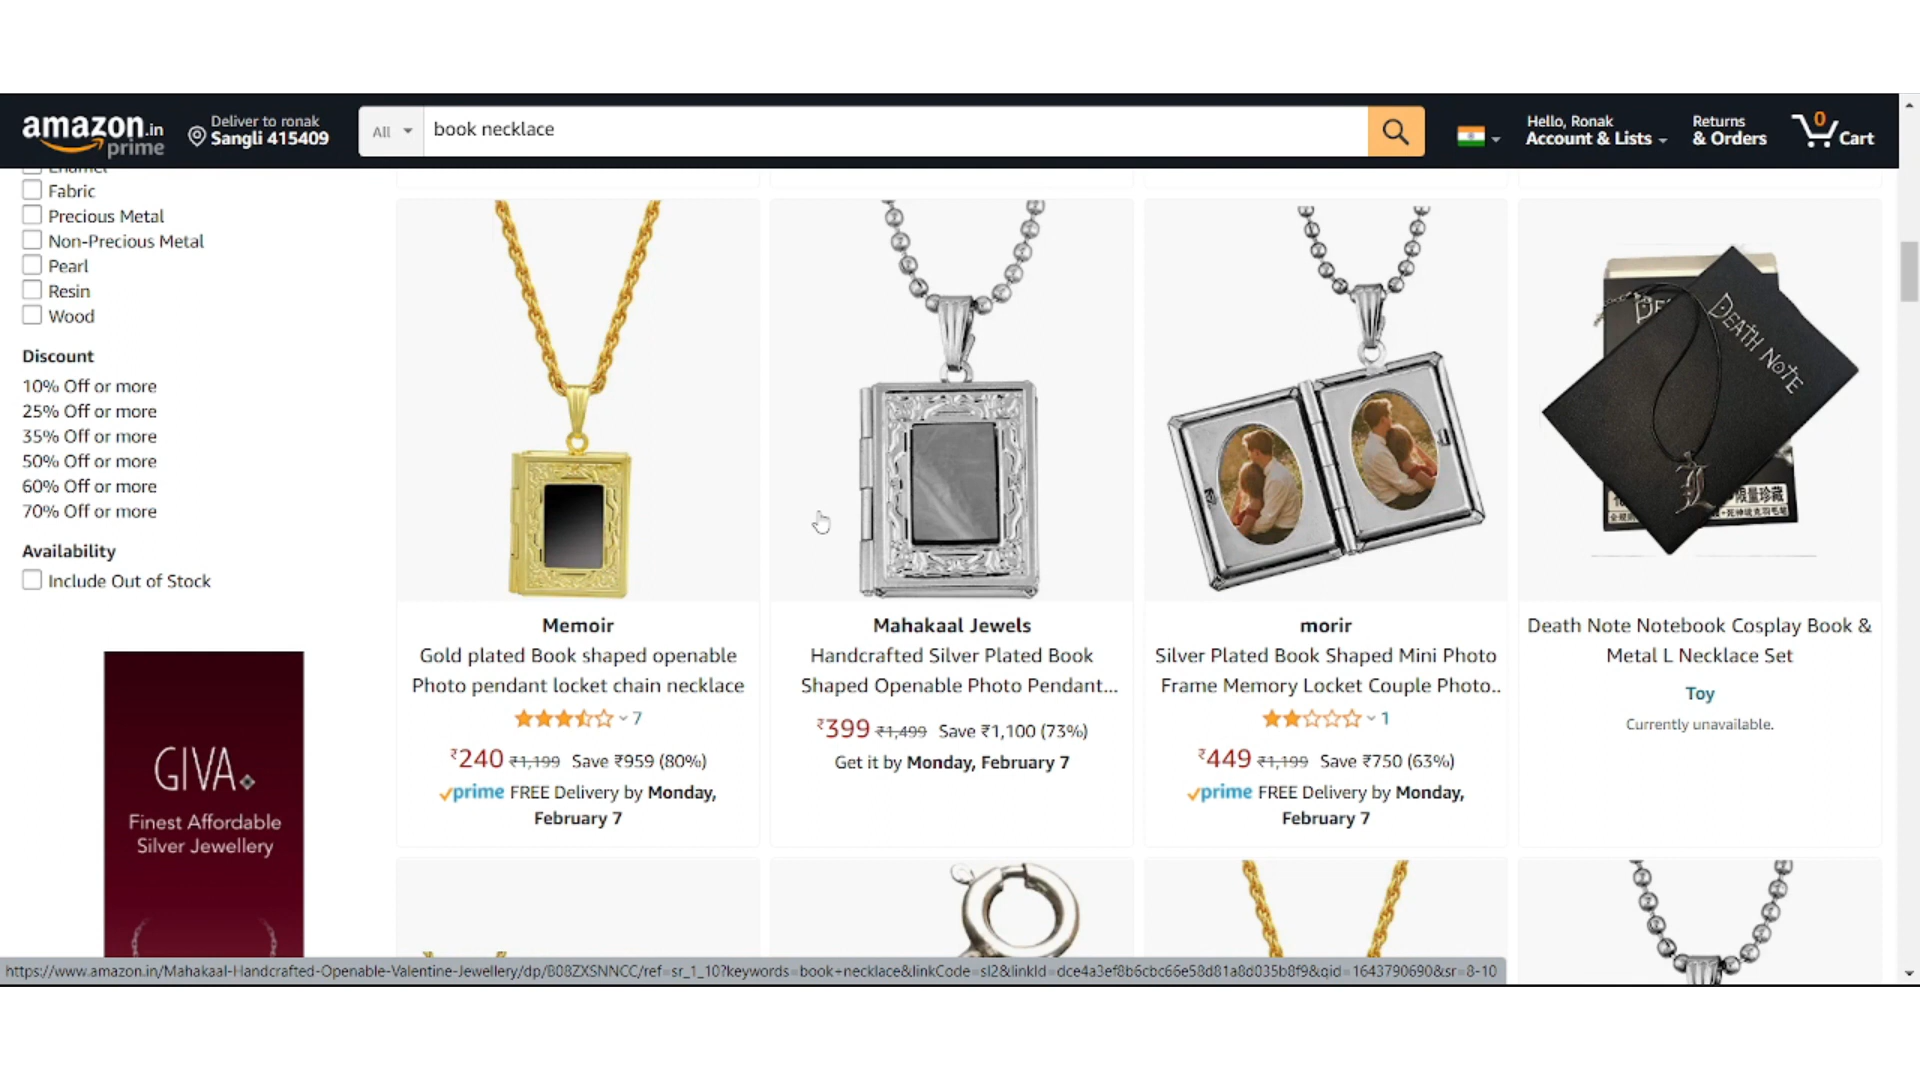 amazon.in
prime
Deliver to ronak
Sangli 415409
All
book necklace
Hello, Ronak
Account & Lists
Returns
& Orders
0
Cart
Enamel
Fabric
Precious Metal
Non-Precious Metal
Pearl
Resin
Wood
Discount
10% Off or more
25% Off or more
35% Off or more
50% Off or more
60% Off or more
70% Off or more
Availability
Include Out of Stock
GIVA
Finest Affordable
Silver Jewellery
Memoir
Gold plated Book shaped openable
Photo pendant locket chain necklace
7
₹240 ₹1,199 Save ₹959 (80%)
prime FREE Delivery by Monday,
February 7
Mahakaal Jewels
Handcrafted Silver Plated Book
Shaped Openable Photo Pendant...
₹399 ₹1,499 Save ₹1,100 (73%)
Get it by Monday, February 7
morir
Silver Plated Book Shaped Mini Photo
Frame Memory Locket Couple Photo..
1
₹449 ₹1,199 Save ₹750 (63%)
prime FREE Delivery by Monday,
February 7
DEATH NOTE
限量珍藏
Death Note Notebook Cosplay Book &
Metal L Necklace Set
Toy
Currently unavailable.
https://www.amazon.in/Mahakaal-Handcrafted-Openable-Valentine-Jewellery/dp/B08ZXSNNCC/ref=sr_1_10?keywords=book+necklace&linkCode=sl2&linkId=dce4a3ef8b6cbc66e58d81a8d035b8f9&qid=1643790690&sr=8-10